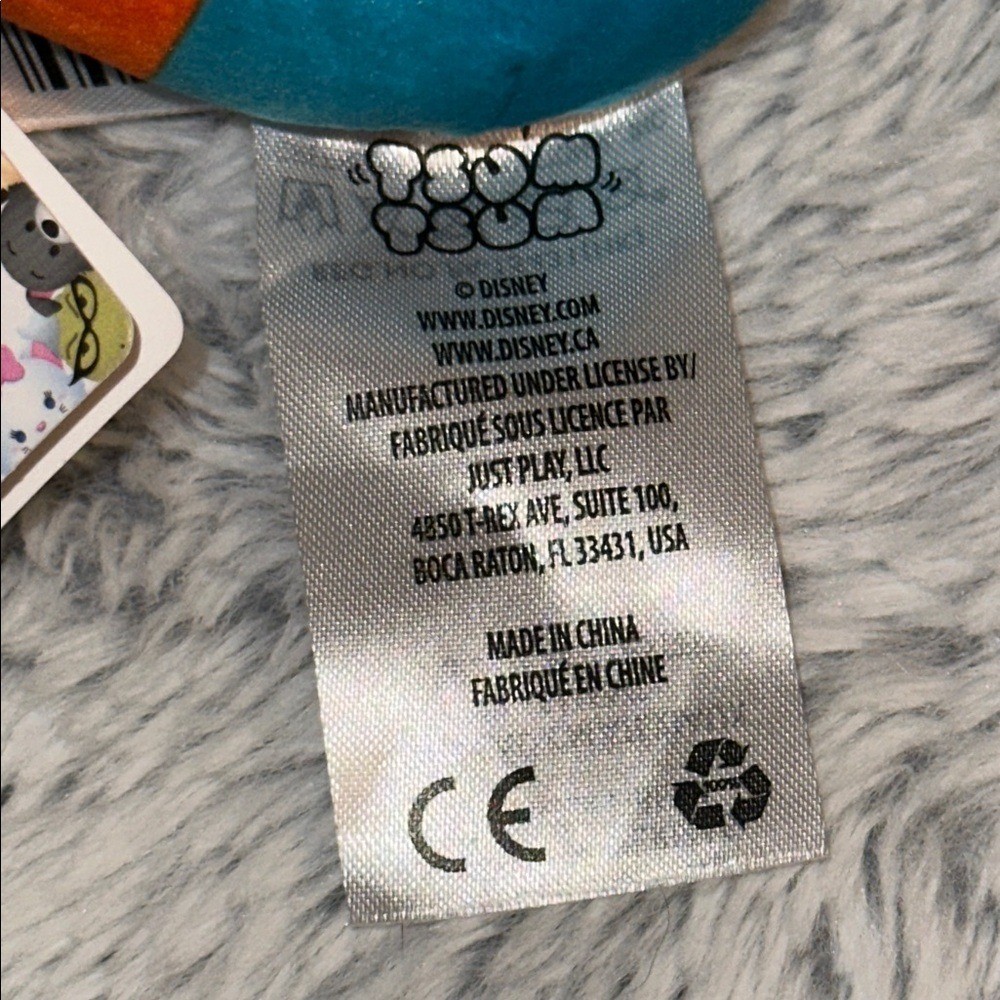 TSUM
TSUM
© DISNEY
WWW.DISNEY.COM
WWW.DISNEY.CA
MANUFACTURED UNDER LICENSE BY/
FABRIQUÉ SOUS LICENCE PAR
JUST PLAY, LLC
4850 T-REX AVE, SUITE 100,
BOCA RATON, FL 33431, USA
MADE IN CHINA
FABRIQUÉ EN CHINE
CE
100%